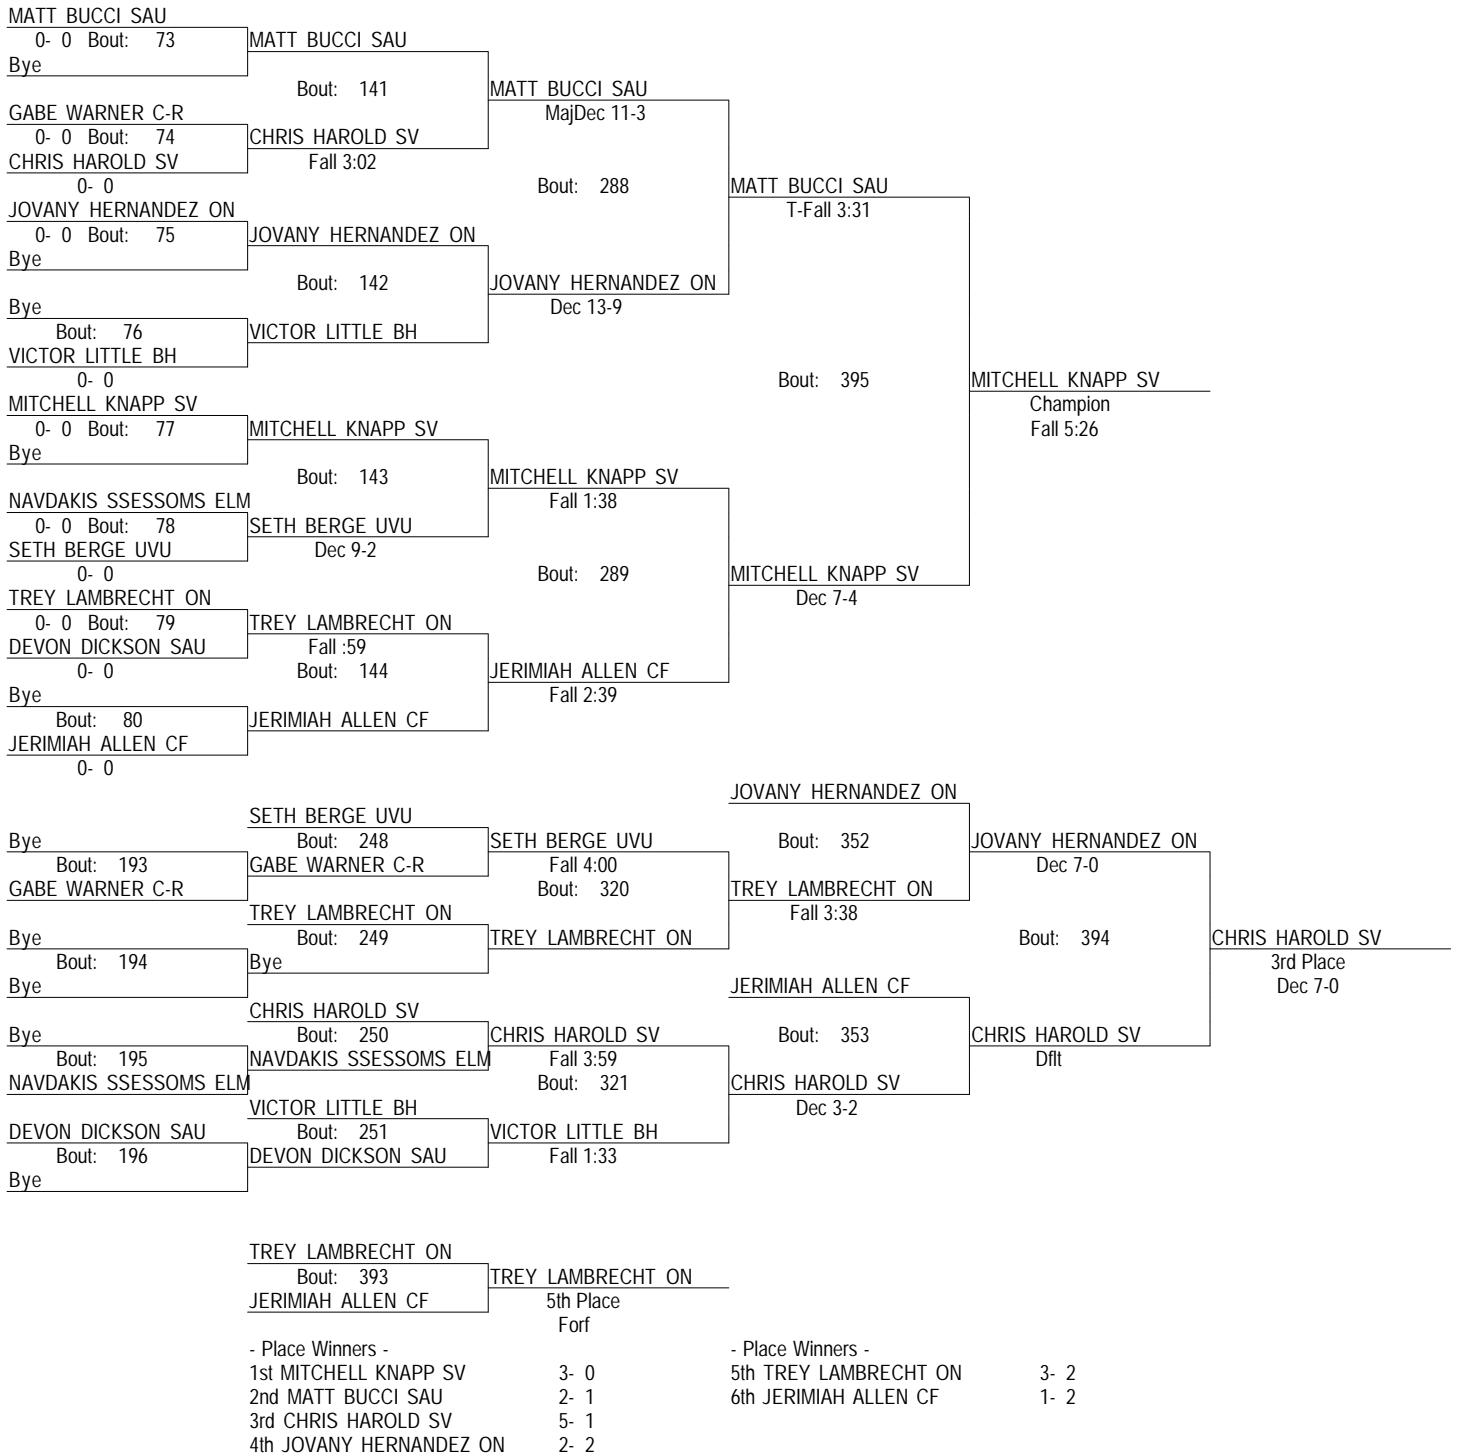 MATT BUCCI SAU
0- 0 Bout: 73 MATT BUCCI SAU
Bye
Bout: 141 MATT BUCCI SAU
GABE WARNER C-R MajDec 11-3
0- 0 Bout: 74 CHRIS HAROLD SV
CHRIS HAROLD SV Fall 3:02
0- 0 Bout: 288 MATT BUCCI SAU
JOVANY HERNANDEZ ON T-Fall 3:31
0- 0 Bout: 75 JOVANY HERNANDEZ ON
Bye
Bout: 142 JOVANY HERNANDEZ ON
Bye Dec 13-9
Bout: 76 VICTOR LITTLE BH
VICTOR LITTLE BH
0- 0 Bout: 395 MITCHELL KNAPP SV
MITCHELL KNAPP SV Champion
0- 0 Bout: 77 MITCHELL KNAPP SV Fall 5:26
Bye
Bout: 143 MITCHELL KNAPP SV
NAVDAKIS SSESSOMS ELM Fall 1:38
0- 0 Bout: 78 SETH BERGE UVU
SETH BERGE UVU Dec 9-2
0- 0 Bout: 289 MITCHELL KNAPP SV
TREY LAMBRECHT ON Dec 7-4
0- 0 Bout: 79 TREY LAMBRECHT ON
DEVON DICKSON SAU Fall :59
0- 0 Bout: 144 JERIMIAH ALLEN CF
Bye Fall 2:39
Bout: 80 JERIMIAH ALLEN CF
JERIMIAH ALLEN CF
0- 0
JOVANY HERNANDEZ ON
SETH BERGE UVU
Bye Bout: 248 SETH BERGE UVU Bout: 352 JOVANY HERNANDEZ ON
Bout: 193 GABE WARNER C-R Fall 4:00 Dec 7-0
GABE WARNER C-R Bout: 320 TREY LAMBRECHT ON
TREY LAMBRECHT ON Fall 3:38
Bye Bout: 249 TREY LAMBRECHT ON Bout: 394 CHRIS HAROLD SV
Bout: 194 Bye 3rd Place
Bye JERIMIAH ALLEN CF Dec 7-0
CHRIS HAROLD SV
Bye Bout: 250 CHRIS HAROLD SV Bout: 353 CHRIS HAROLD SV
Bout: 195 NAVDAKIS SSESSOMS ELM Fall 3:59 Dflt
NAVDAKIS SSESSOMS ELM Bout: 321 CHRIS HAROLD SV
VICTOR LITTLE BH Dec 3-2
DEVON DICKSON SAU Bout: 251 VICTOR LITTLE BH
Bout: 196 DEVON DICKSON SAU Fall 1:33
Bye
TREY LAMBRECHT ON
Bout: 393 TREY LAMBRECHT ON
JERIMIAH ALLEN CF 5th Place
Forf
- Place Winners - - Place Winners -
1st MITCHELL KNAPP SV 3- 0 5th TREY LAMBRECHT ON 3- 2
2nd MATT BUCCI SAU 2- 1 6th JERIMIAH ALLEN CF 1- 2
3rd CHRIS HAROLD SV 5- 1
4th JOVANY HERNANDEZ ON 2- 2